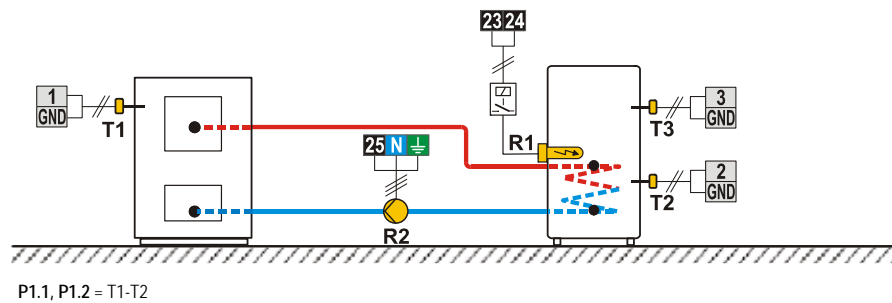 23 24
1
GND
T1
25 N
R1
3
GND
T3
2
GND
T2
R2
P1.1, P1.2 = T1-T2